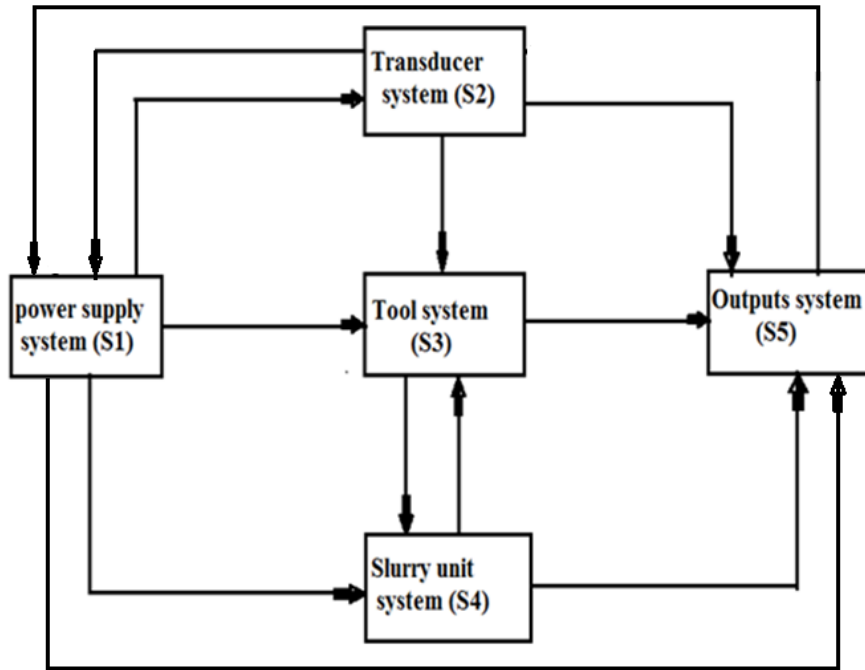 Transducer
system (S2)
power supply
system (S1)
Tool system
(S3)
Outputs system
(S5)
Slurry unit
system (S4)